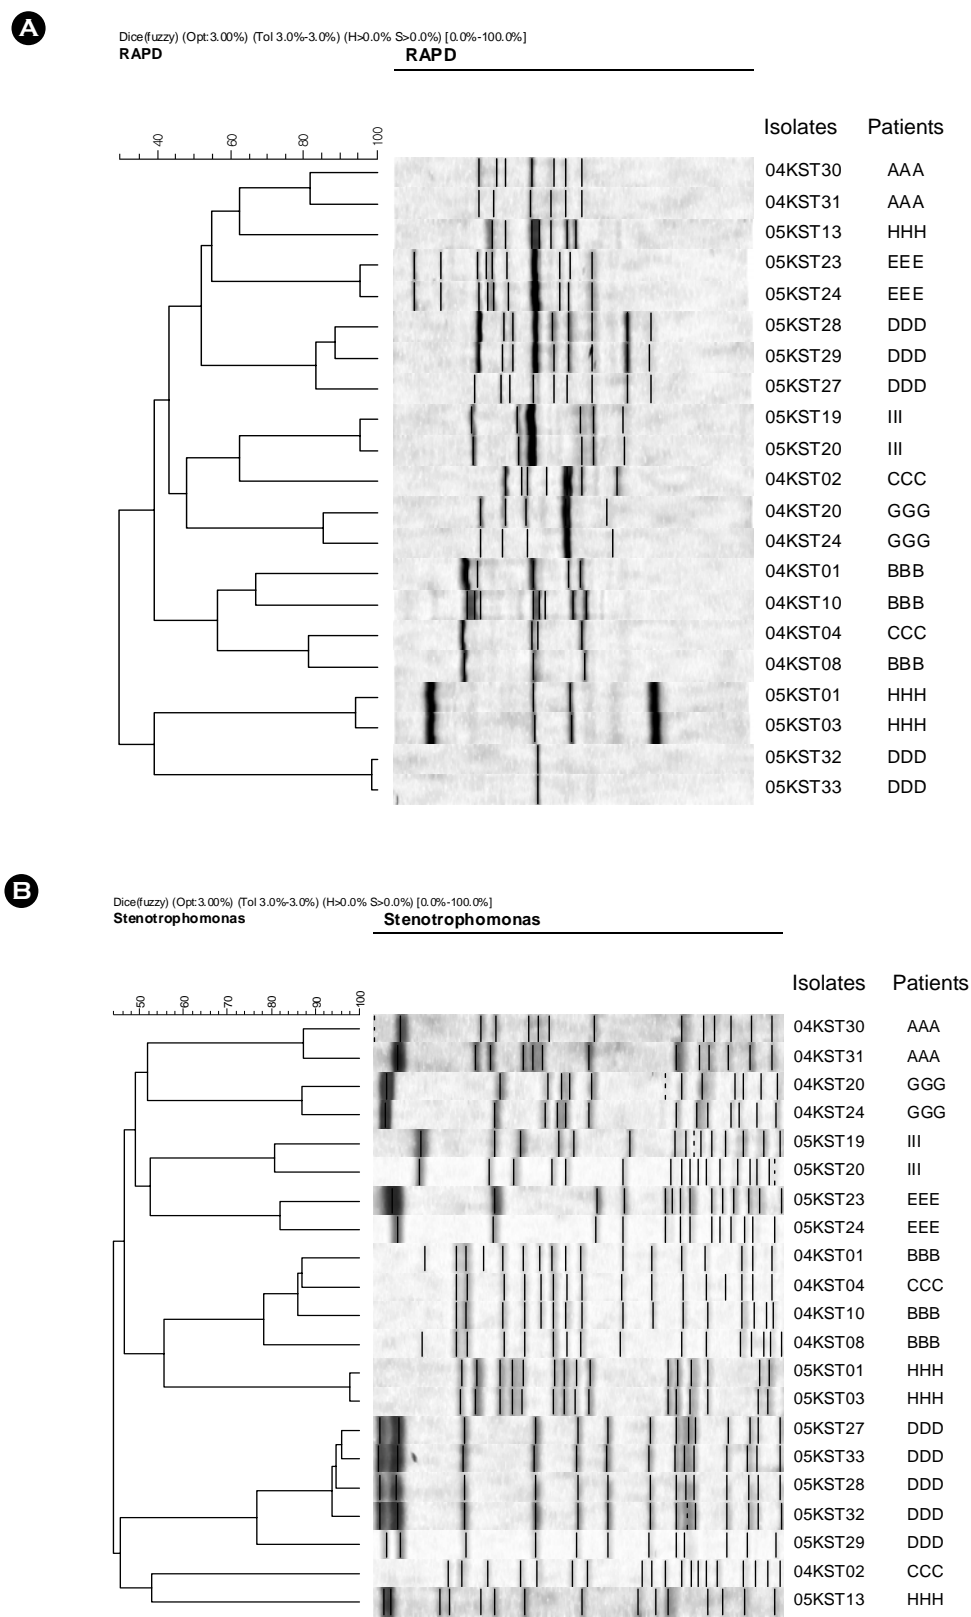 A
Dice(fuzzy) (Opt:3.00%) (Tol 3.0%-3.0%) (H>0.0% S>0.0%) [0.0%-100.0%]
RAPD RAPD
Isolates Patients
40 60 80 100
04KST30 AAA
04KST31 AAA
05KST13 HHH
05KST23 EEE
05KST24 EEE
05KST28 DDD
05KST29 DDD
05KST27 DDD
05KST19 III
05KST20 III
04KST02 CCC
04KST20 GGG
04KST24 GGG
04KST01 BBB
04KST10 BBB
04KST04 CCC
04KST08 BBB
05KST01 HHH
05KST03 HHH
05KST32 DDD
05KST33 DDD
B
Dice(fuzzy) (Opt:3.00%) (Tol 3.0%-3.0%) (H>0.0% S>0.0%) [0.0%-100.0%]
Stenotrophomonas Stenotrophomonas
Isolates Patients
50 60 70 80 90 100
04KST30 AAA
04KST31 AAA
04KST20 GGG
04KST24 GGG
05KST19 III
05KST20 III
05KST23 EEE
05KST24 EEE
04KST01 BBB
04KST04 CCC
04KST10 BBB
04KST08 BBB
05KST01 HHH
05KST03 HHH
05KST27 DDD
05KST33 DDD
05KST28 DDD
05KST32 DDD
05KST29 DDD
04KST02 CCC
05KST13 HHH